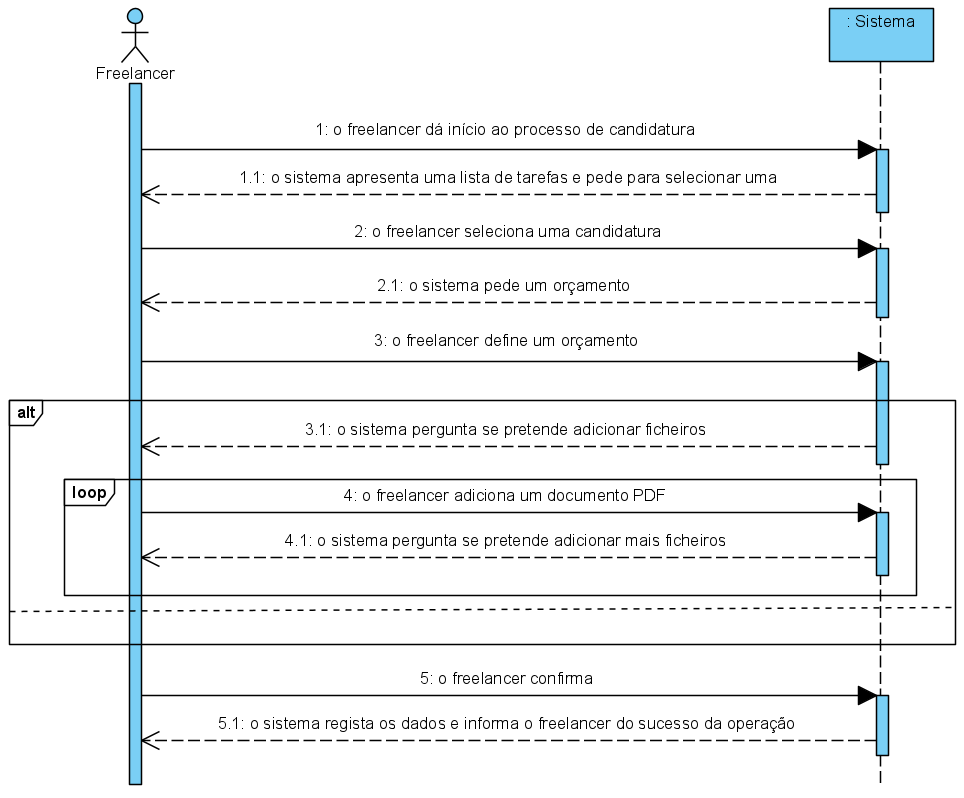 : Sistema
Freelancer
1: o freelancer dá início ao processo de candidatura
1.1: o sistema apresenta uma lista de tarefas e pede para selecionar uma
2: o freelancer seleciona uma candidatura
2.1: o sistema pede um orçamento
3: o freelancer define um orçamento
alt
3.1: o sistema pergunta se pretende adicionar ficheiros
loop
4: o freelancer adiciona um documento PDF
4.1: o sistema pergunta se pretende adicionar mais ficheiros
5: o freelancer confirma
5.1: o sistema regista os dados e informa o freelancer do sucesso da operação